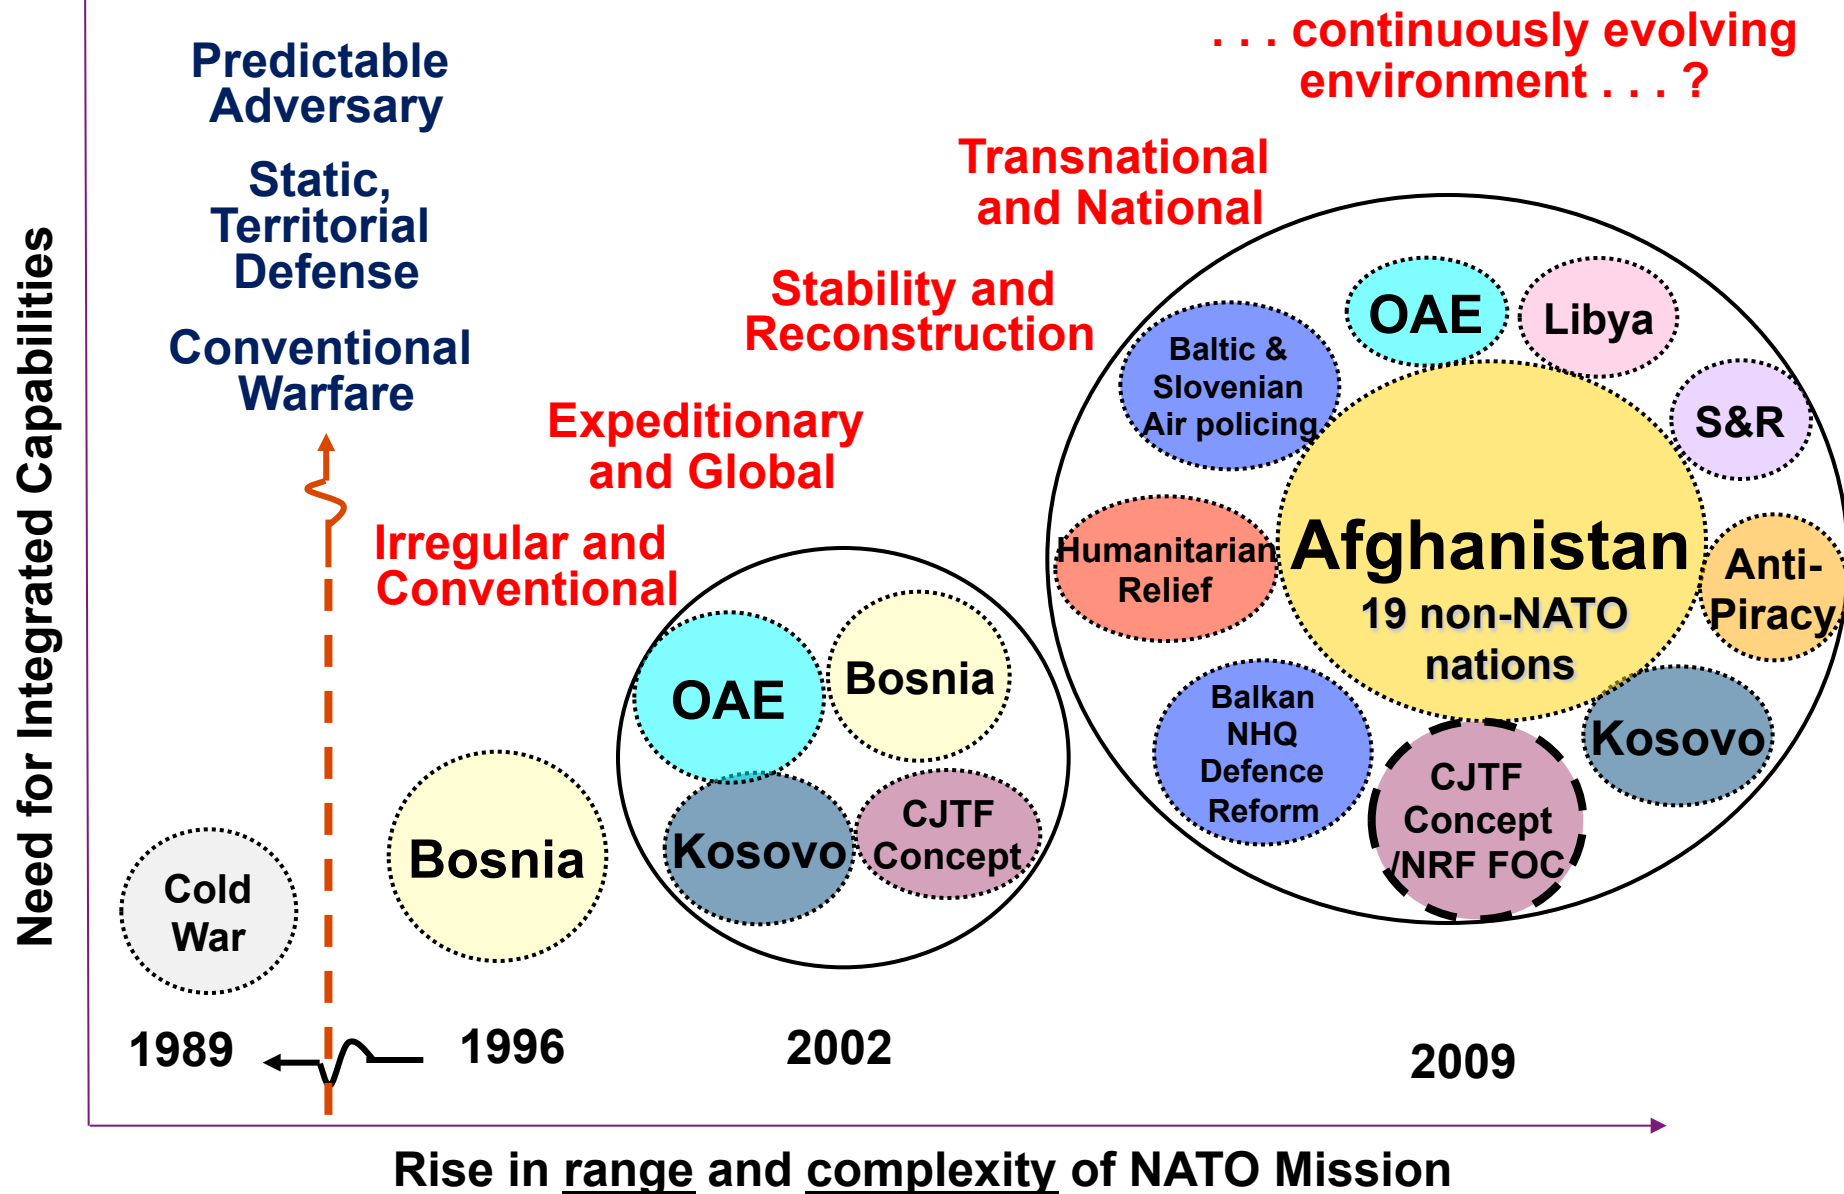 . . . continuously evolving
environment . . . ?
Predictable
Adversary
Static,
Territorial
Defense
Conventional
Warfare
Transnational
and National
Stability and
Reconstruction
Expeditionary
and Global
Irregular and
Conventional
Need for Integrated Capabilities
Cold
War
Bosnia
OAE
Bosnia
Kosovo
CJTF
Concept
OAE
Libya
Baltic &
Slovenian
Air policing
S&R
Humanitarian
Relief
Afghanistan
19 non-NATO
nations
Anti-
Piracy
Balkan
NHQ
Defence
Reform
CJTF
Concept
/NRF FOC
Kosovo
1989
1996
2002
2009
Rise in range and complexity of NATO Mission